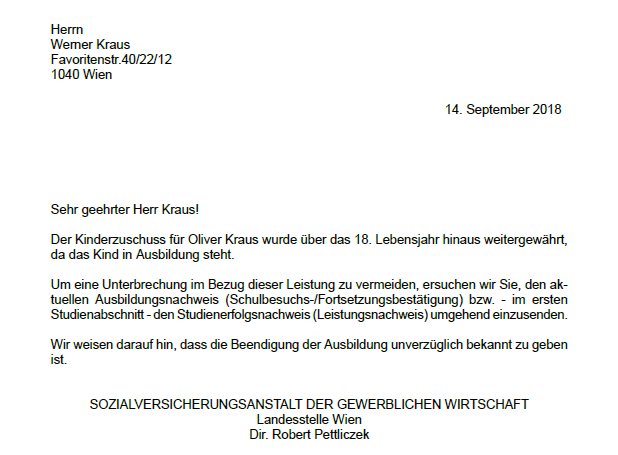 Herrn
Werner Kraus
Favoritenstr.40/22/12
1040 Wien
14. September 2018
Sehr geehrter Herr Kraus!
Der Kinderzuschuss für Oliver Kraus wurde über das 18. Lebensjahr hinaus weitergewährt,
da das Kind in Ausbildung steht.
Um eine Unterbrechung im Bezug dieser Leistung zu vermeiden, ersuchen wir Sie, den ak-
tuellen Ausbildungsnachweis (Schulbesuchs-/Fortsetzungsbestätigung) bzw. - im ersten
Studienabschnitt - den Studienerfolgsnachweis (Leistungsnachweis) umgehend einzusenden.
Wir weisen darauf hin, dass die Beendigung der Ausbildung unverzüglich bekannt zu geben
ist.
SOZIALVERSICHERUNGSANSTALT DER GEWERBLICHEN WIRTSCHAFT
Landesstelle Wien
Dir. Robert Pettliczek